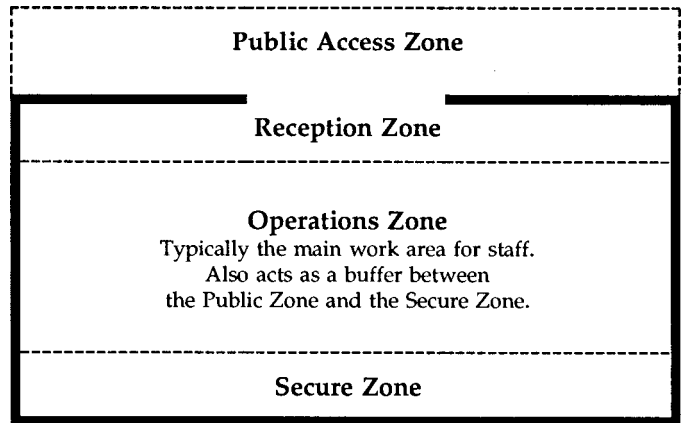 Public Access Zone
Reception Zone
Operations Zone
Typically the main work area for staff.
Also acts as a buffer between
the Public Zone and the Secure Zone.
Secure Zone